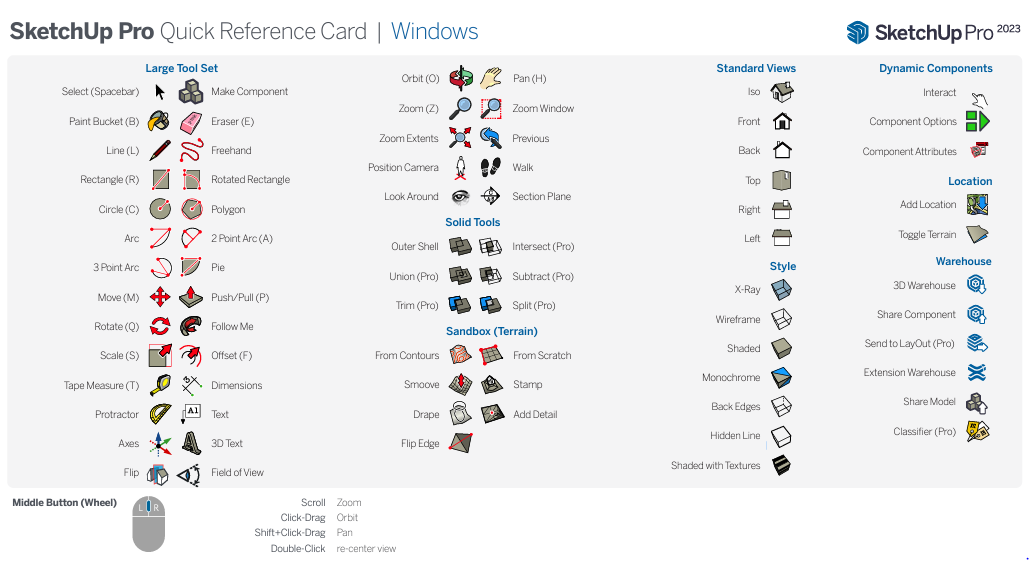 SketchUp Pro Quick Reference Card | Windows
SketchUp Pro 2023
Large Tool Set
Select (Spacebar) Make Component
Paint Bucket (B) Eraser (E)
Line (L) Freehand
Rectangle (R) Rotated Rectangle
Circle (C) Polygon
Arc 2 Point Arc (A)
3 Point Arc Pie
Move (M) Push/Pull (P)
Rotate (Q) Follow Me
Scale (S) Offset (F)
Tape Measure (T) Dimensions
Protractor A1 Text
Axes 3D Text
Flip Field of View
Orbit (O) Pan (H)
Zoom (Z) Zoom Window
Zoom Extents Previous
Position Camera Walk
Look Around Section Plane
Solid Tools
Outer Shell Intersect (Pro)
Union (Pro) Subtract (Pro)
Trim (Pro) Split (Pro)
Sandbox (Terrain)
From Contours From Scratch
Smoove Stamp
Drape Add Detail
Flip Edge
Standard Views
Iso
Front
Back
Top
Right
Left
Style
X-Ray
Wireframe
Shaded
Monochrome
Back Edges
Hidden Line
Shaded with Textures
Dynamic Components
Interact
Component Options
Component Attributes
Location
Add Location
Toggle Terrain
Warehouse
3D Warehouse
Share Component
Send to LayOut (Pro)
Extension Warehouse
Share Model
Classifier (Pro)
Middle Button (Wheel)
L R
Scroll Zoom
Click-Drag Orbit
Shift+Click-Drag Pan
Double-Click re-center view